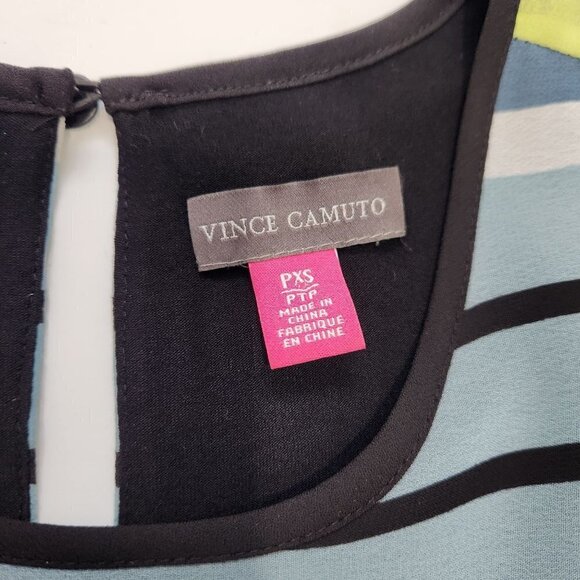 VINCE CAMUTO
PXS
PTP
MADE IN
CHINA
FABRIQUE
EN CHINE